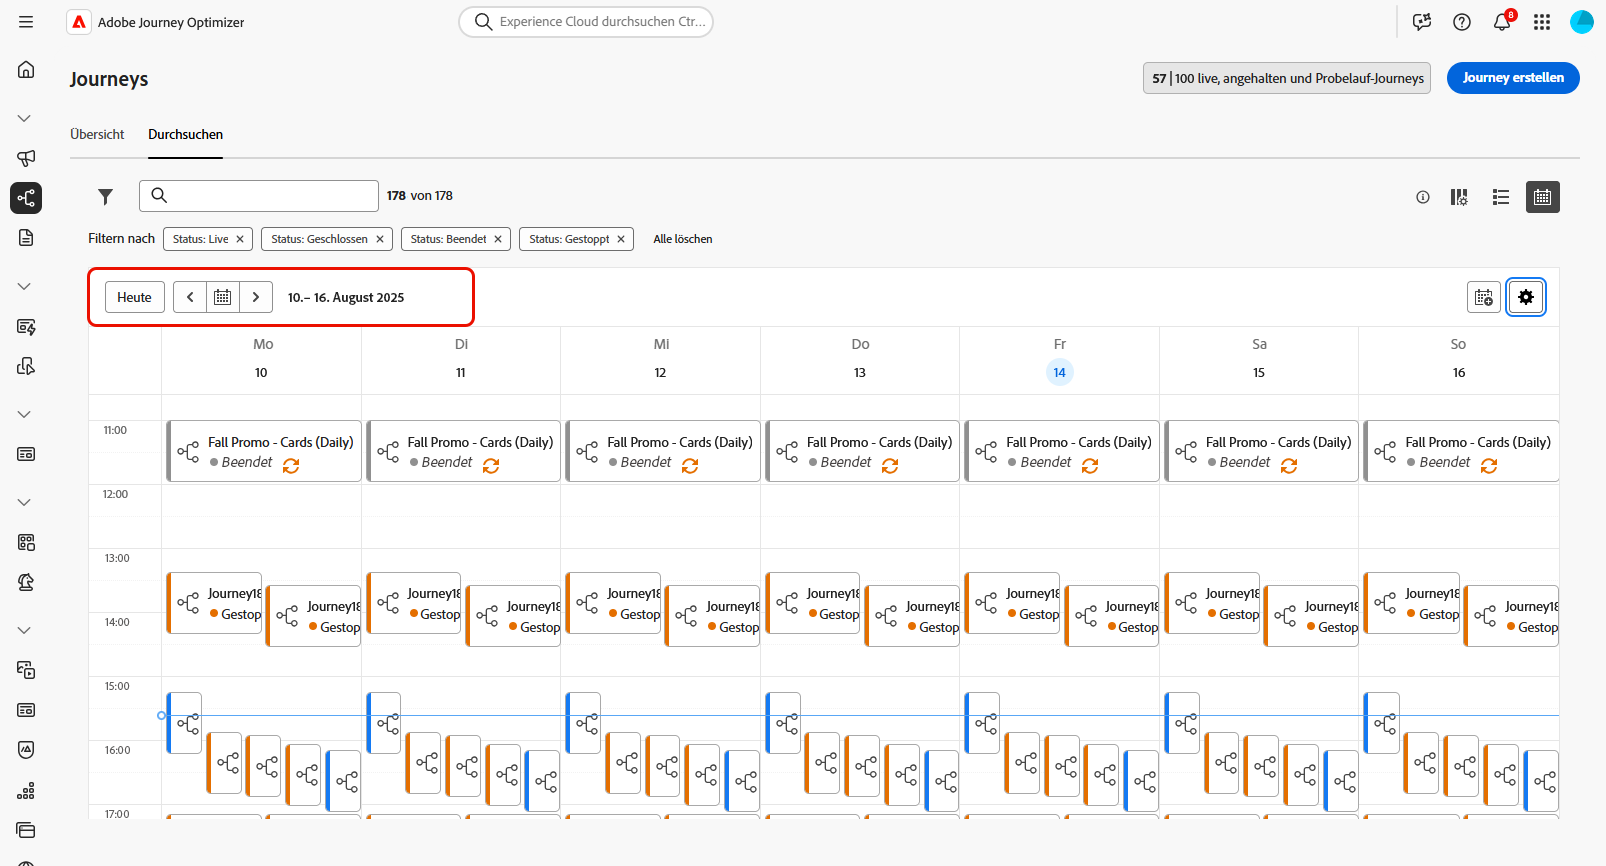 Adobe Journey Optimizer
Experience Cloud durchsuchen Ctr...
8
Journeys
57 | 100 live, angehalten und Probelauf-Journeys
Journey erstellen
Übersicht
Durchsuchen
178 von 178
Filtern nach
Status: Live
Status: Geschlossen
Status: Beendet
Status: Gestoppt
Alle löschen
Heute
10.– 16. August 2025
Mo Di Mi Do Fr Sa So
10 11 12 13 14 15 16
11:00
Fall Promo - Cards (Daily) Fall Promo - Cards (Daily) Fall Promo - Cards (Daily) Fall Promo - Cards (Daily) Fall Promo - Cards (Daily) Fall Promo - Cards (Daily) Fall Promo - Cards (Daily)
Beendet Beendet Beendet Beendet Beendet Beendet Beendet
12:00
13:00
Journey18 Journey18 Journey18 Journey18 Journey18 Journey18 Journey18
Gestop Gestop Gestop Gestop Gestop Gestop Gestop
Journey18 Journey18 Journey18 Journey18 Journey18 Journey18 Journey18
14:00
Gestop Gestop Gestop Gestop Gestop Gestop Gestop
15:00
16:00
17:00